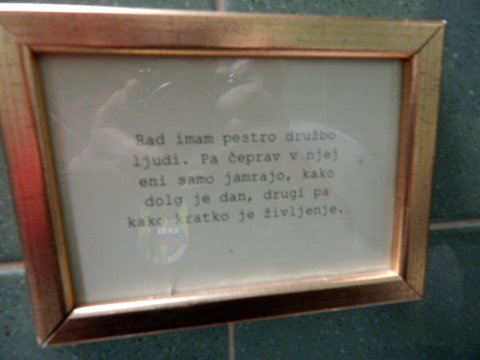 Rad imam pestro družbo
ljudi. Pa čeprav v njej
eni samo jamrajo, kako
dolg je dan, drugi pa
kako kratko je življenje.